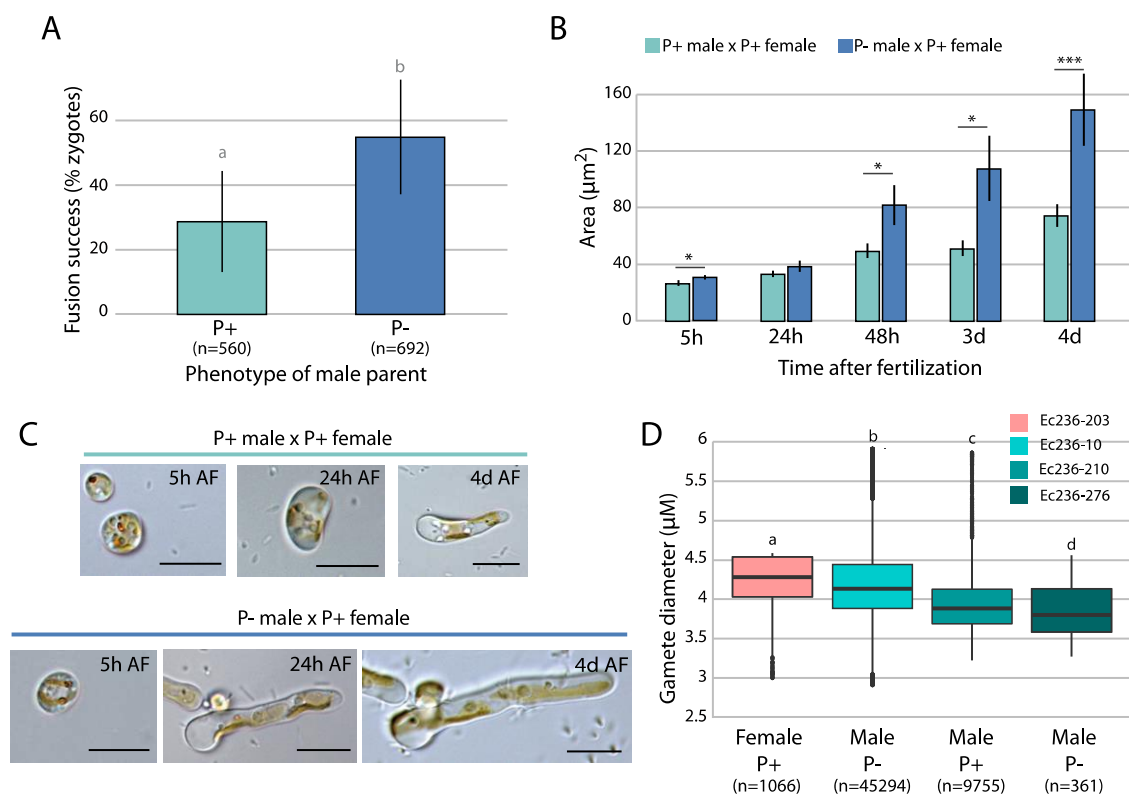 A
Fusion success (% zygotes)
60
40
20
0
a
b
P+
(n=560)
P-
(n=692)
Phenotype of male parent
B
P+ male x P+ female
P- male x P+ female
Area (µm²)
160
120
80
40
0
*
*
*
***
5h
24h
48h
3d
4d
Time after fertilization
C
P+ male x P+ female
5h AF
24h AF
4d AF
P- male x P+ female
5h AF
24h AF
4d AF
D
Ec236-203
Ec236-10
Ec236-210
Ec236-276
Gamete diameter (µM)
6
5.5
5
4.5
4
3.5
3
2.5
a
b
c
d
Female
P+
(n=1066)
Male
P-
(n=45294)
Male
P+
(n=9755)
Male
P-
(n=361)